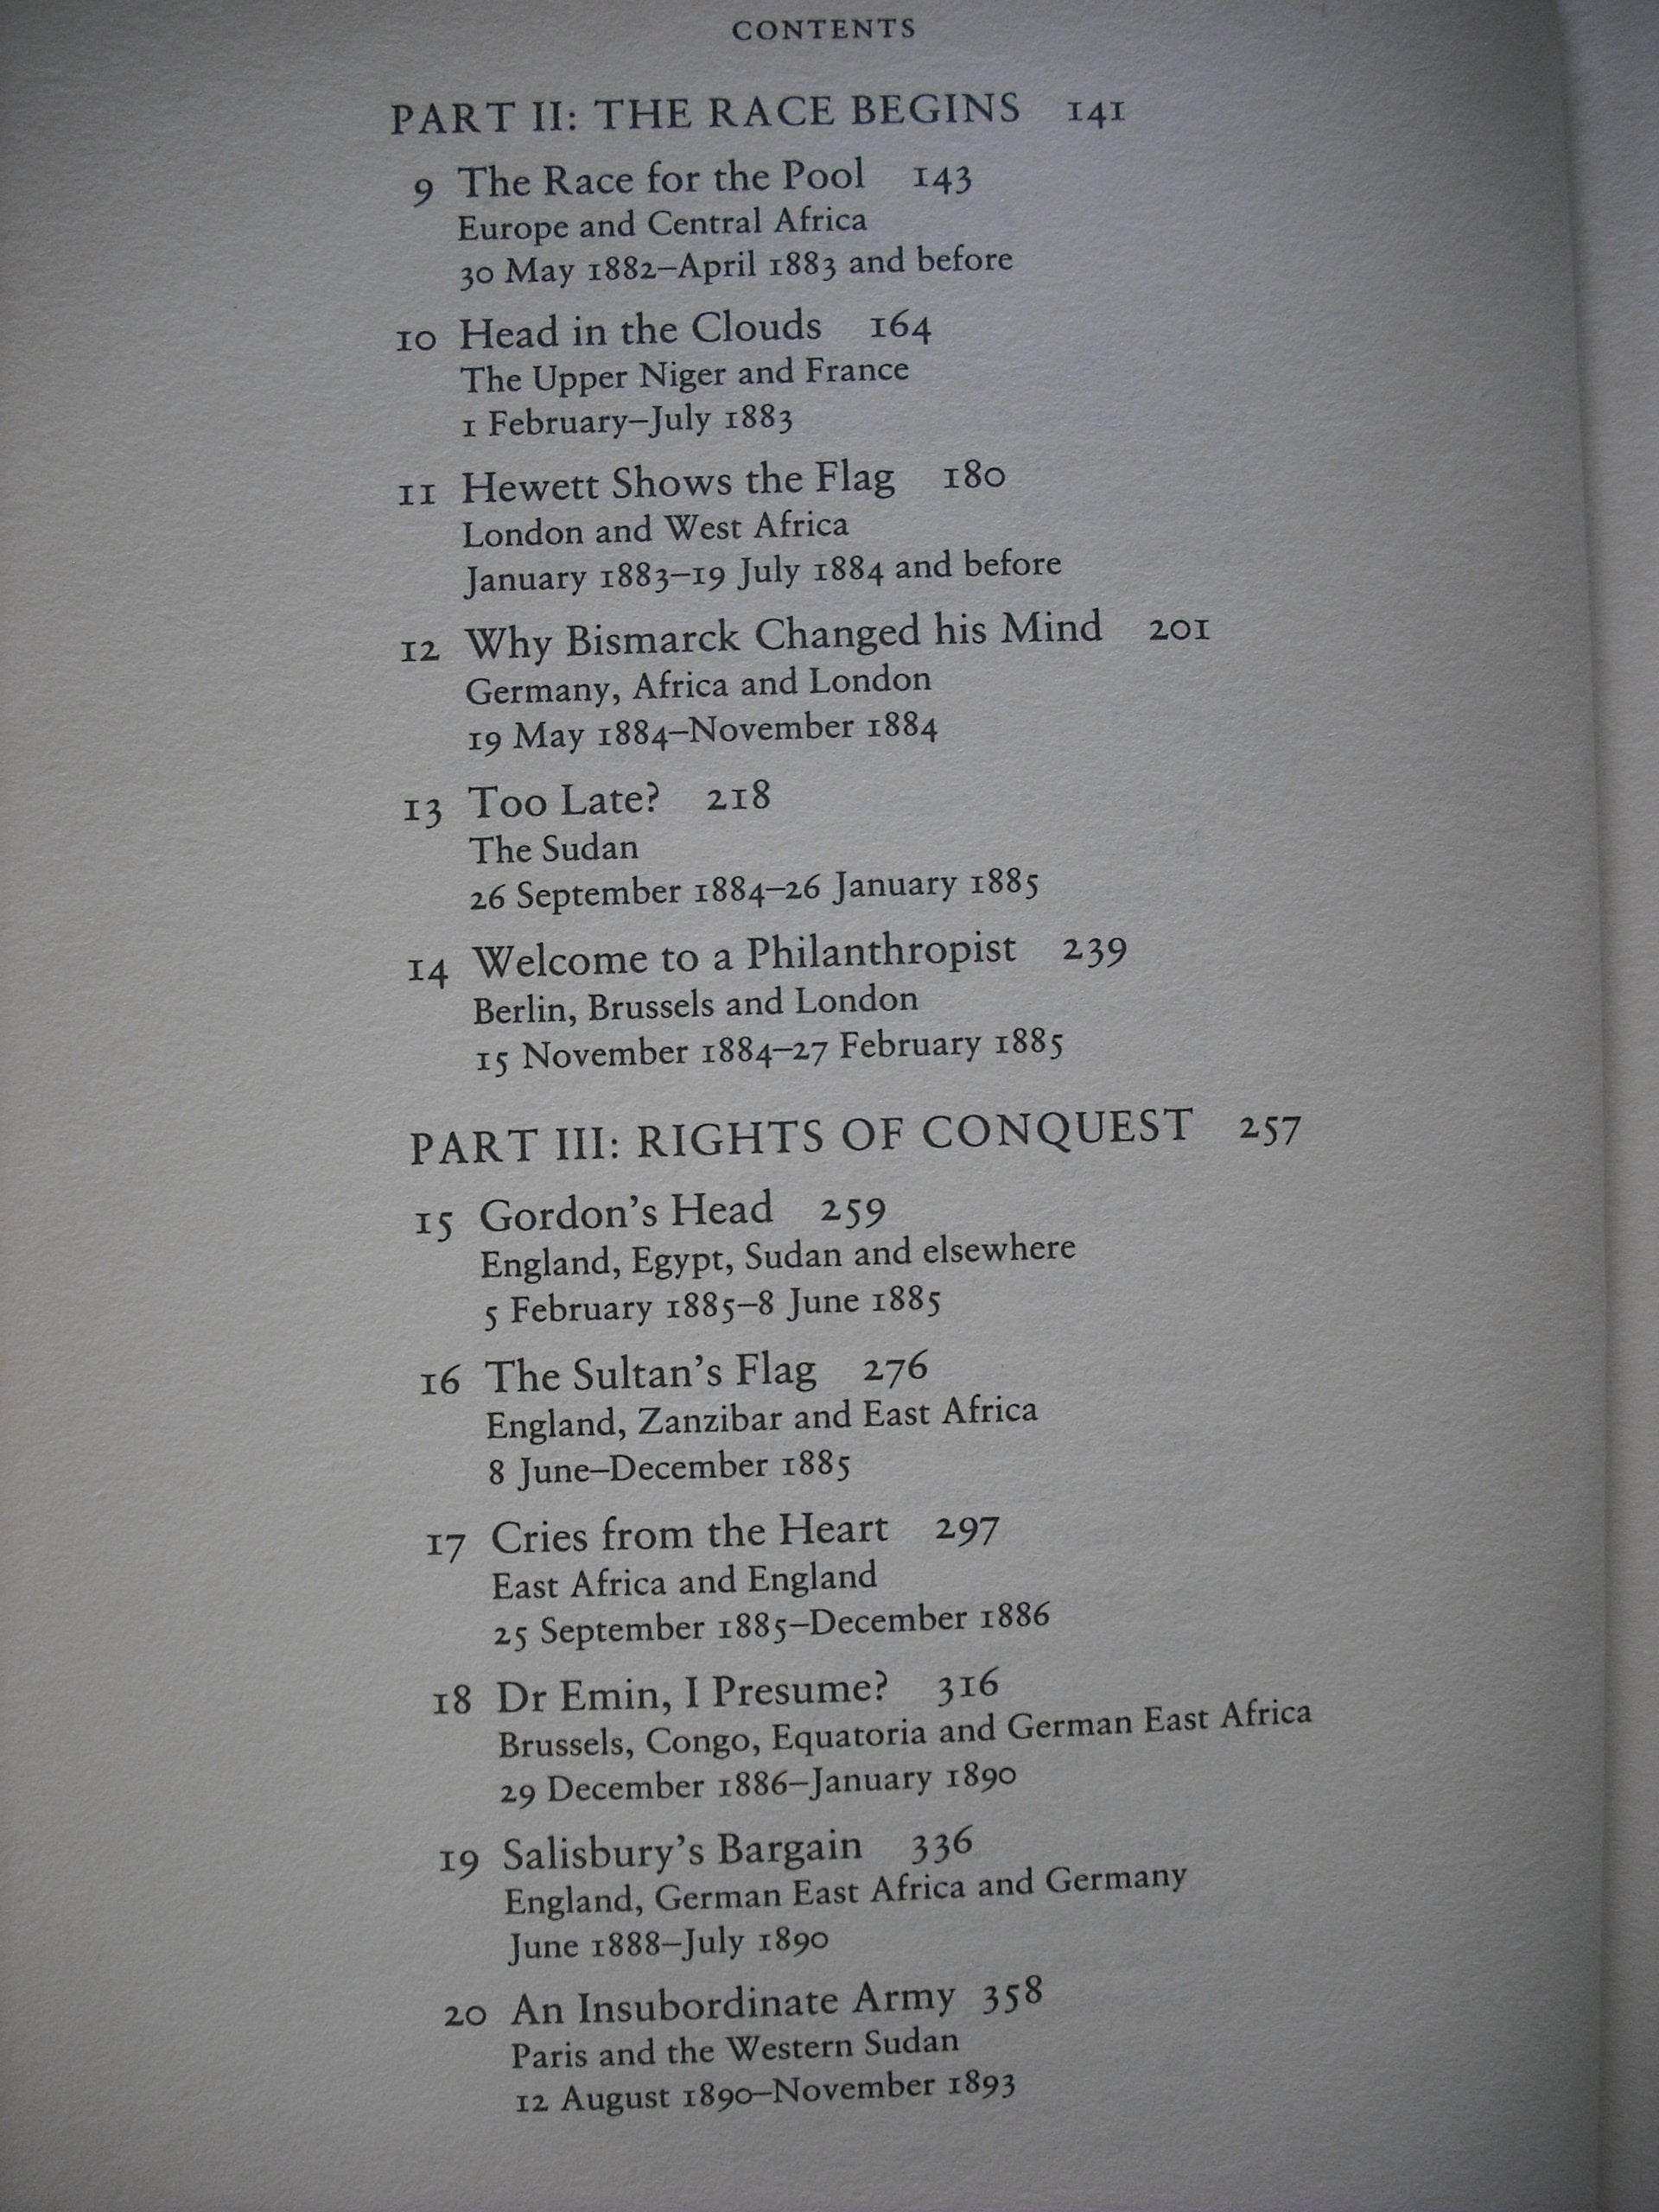 CONTENTS
PART II: THE RACE BEGINS 141
9 The Race for the Pool 143
Europe and Central Africa
30 May 1882–April 1883 and before
10 Head in the Clouds 164
The Upper Niger and France
1 February–July 1883
11 Hewett Shows the Flag 180
London and West Africa
January 1883–19 July 1884 and before
12 Why Bismarck Changed his Mind 201
Germany, Africa and London
19 May 1884–November 1884
13 Too Late? 218
The Sudan
26 September 1884–26 January 1885
14 Welcome to a Philanthropist 239
Berlin, Brussels and London
15 November 1884–27 February 1885
PART III: RIGHTS OF CONQUEST 257
15 Gordon's Head 259
England, Egypt, Sudan and elsewhere
5 February 1885–8 June 1885
16 The Sultan's Flag 276
England, Zanzibar and East Africa
8 June–December 1885
17 Cries from the Heart 297
East Africa and England
25 September 1885–December 1886
18 Dr Emin, I Presume? 316
Brussels, Congo, Equatoria and German East Africa
29 December 1886–January 1890
19 Salisbury's Bargain 336
England, German East Africa and Germany
June 1888–July 1890
20 An Insubordinate Army 358
Paris and the Western Sudan
12 August 1890–November 1893